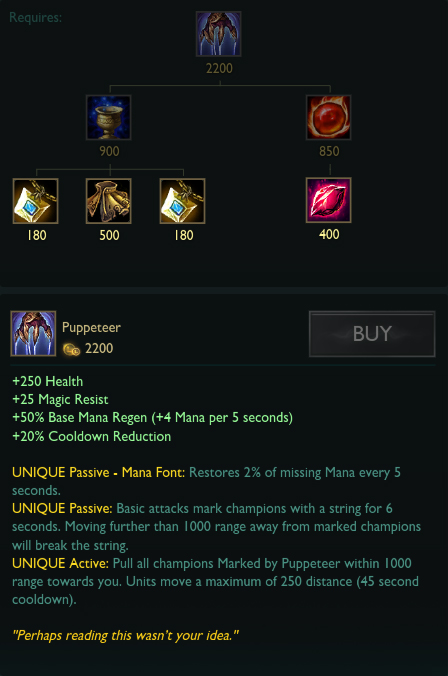 Requires:
2200
900
850
180
500
180
400
Puppeteer
2200
BUY
+250 Health
+25 Magic Resist
+50% Base Mana Regen (+4 Mana per 5 seconds)
+20% Cooldown Reduction
UNIQUE Passive - Mana Font: Restores 2% of missing Mana every 5
seconds.
UNIQUE Passive: Basic attacks mark champions with a string for 6
seconds. Moving further than 1000 range away from marked champions
will break the string.
UNIQUE Active: Pull all champions Marked by Puppeteer within 1000
range towards you. Units move a maximum of 250 distance (45 second
cooldown).
"Perhaps reading this wasn't your idea."